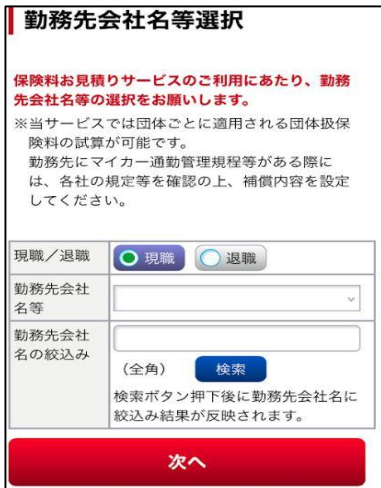 勤務先会社名等選択
保険料お見積りサービスのご利用にあたり、勤務
先会社名等の選択をお願いします。
※当サービスでは団体ごとに適用される団体扱保
険料の試算が可能です。
勤務先にマイカー通勤管理規程等がある際に
は、各社の規定等を確認の上、補償内容を設定
してください。
現職／退職
現職
退職
勤務先会社
名等
勤務先会社
名の絞込み
（全角）
検索
検索ボタン押下後に勤務先会社名に
絞込み結果が反映されます。
次へ